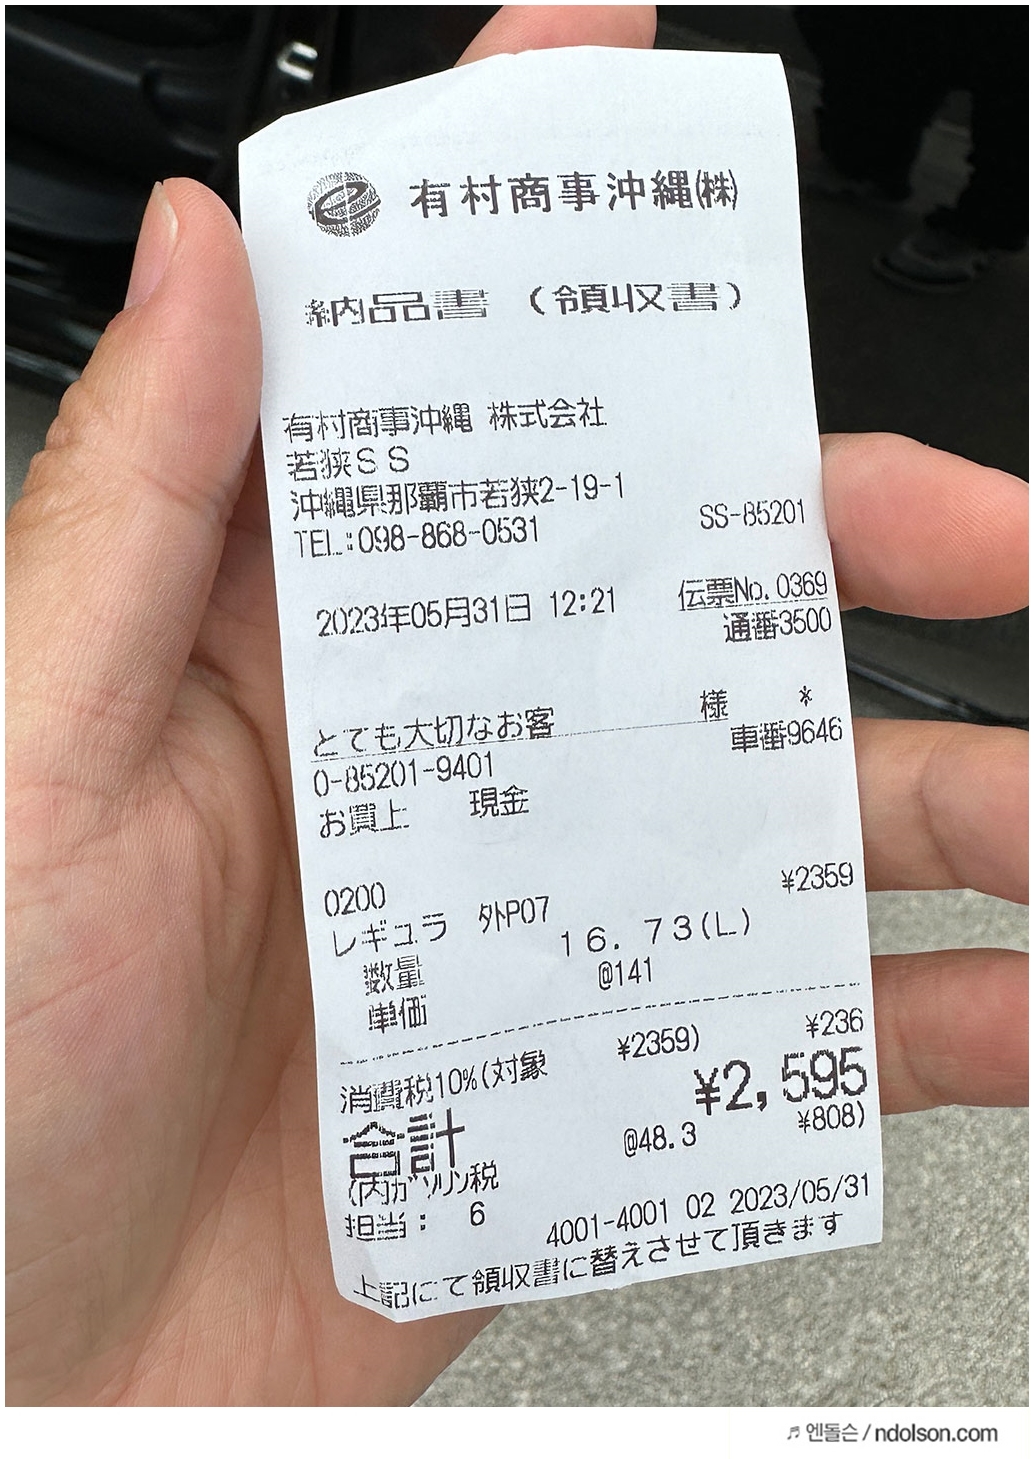 有村商事沖縄㈱
納品書 (領収書)
有村商事沖縄 株式会社
若狭SS
沖縄県那覇市若狭2-19-1
TEL:098-868-0531 SS-85201
2023年05月31日 12:21 伝票No.0369
通番3500
とても大切なお客 様 *
0-85201-9401 車番9646
お買上 現金
0200 ¥2359
レギュラ 外P07
数量 16.73(L)
単価 @141
消費税10%(対象 ¥2359) ¥236
合計 ¥2,595
(内ガソリン税 @48.3 ¥808)
担当: 6
4001-4001 02 2023/05/31
上記にて領収書に替えさせて頂きます
♬ 엔돌슨 / ndolson.com